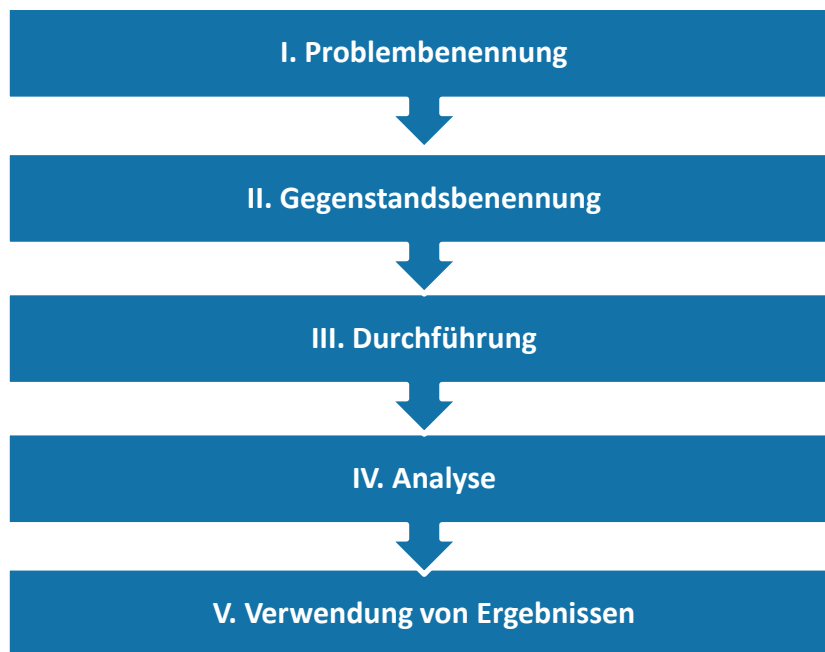 I. Problembenennung
II. Gegenstandsbenennung
III. Durchführung
IV. Analyse
V. Verwendung von Ergebnissen